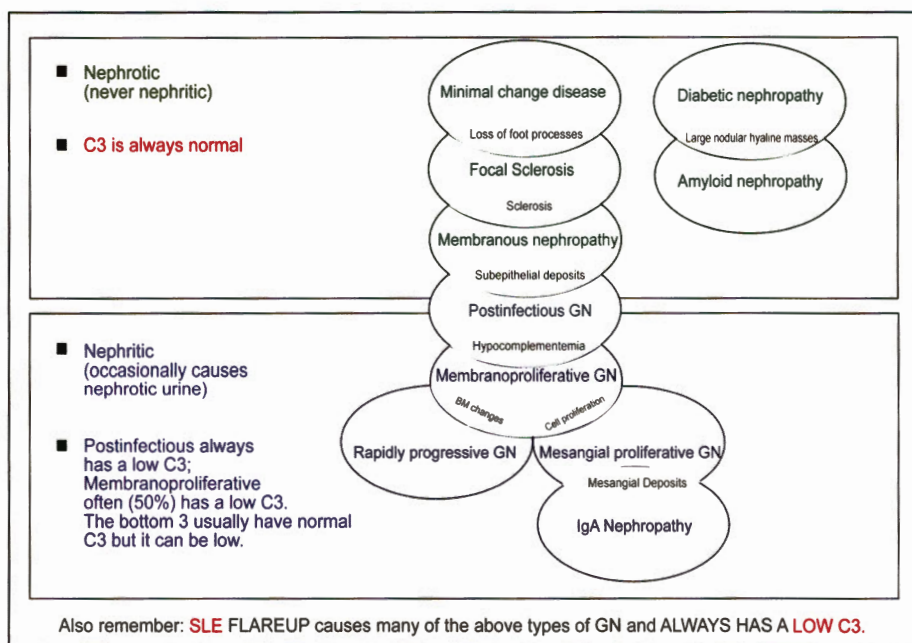 ■ Nephrotic
(never nephritic)
■ C3 is always normal
Minimal change disease
Loss of foot processes
Focal Sclerosis
Sclerosis
Membranous nephropathy
Subepithelial deposits
Diabetic nephropathy
Large nodular hyaline masses
Amyloid nephropathy
Postinfectious GN
Hypocomplementemia
Membranoproliferative GN
BM changes
Cell proliferation
Rapidly progressive GN
Mesangial proliferative GN
Mesangial Deposits
IgA Nephropathy
■ Nephritic
(occasionally causes
nephrotic urine)
■ Postinfectious always
has a low C3;
Membranoproliferative
often (50%) has a low C3.
The bottom 3 usually have normal
C3 but it can be low.
Also remember: SLE FLAREUP causes many of the above types of GN and ALWAYS HAS A LOW C3.